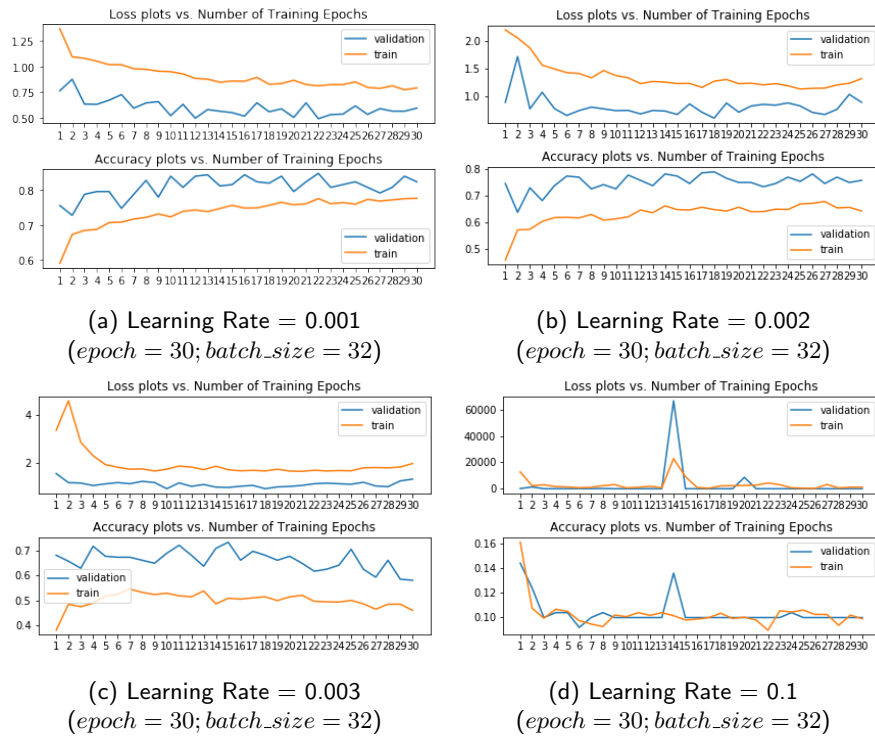 Loss plots vs. Number of Training Epochs
1.25
1.00
0.75
0.50
validation
train
1 2 3 4 5 6 7 8 9 10 11 12 13 14 15 16 17 18 19 20 21 22 23 24 25 26 27 28 29 30
Accuracy plots vs. Number of Training Epochs
0.8
0.7
0.6
validation
train
1 2 3 4 5 6 7 8 9 10 11 12 13 14 15 16 17 18 19 20 21 22 23 24 25 26 27 28 29 30
(a) Learning Rate = 0.001
(epoch = 30; batch_size = 32)
Loss plots vs. Number of Training Epochs
2.0
1.5
1.0
validation
train
1 2 3 4 5 6 7 8 9 10 11 12 13 14 15 16 17 18 19 20 21 22 23 24 25 26 27 28 29 30
Accuracy plots vs. Number of Training Epochs
0.8
0.7
0.6
0.5
validation
train
1 2 3 4 5 6 7 8 9 10 11 12 13 14 15 16 17 18 19 20 21 22 23 24 25 26 27 28 29 30
(b) Learning Rate = 0.002
(epoch = 30; batch_size = 32)
Loss plots vs. Number of Training Epochs
4
2
validation
train
1 2 3 4 5 6 7 8 9 10 11 12 13 14 15 16 17 18 19 20 21 22 23 24 25 26 27 28 29 30
Accuracy plots vs. Number of Training Epochs
0.7
0.6
0.5
0.4
validation
train
1 2 3 4 5 6 7 8 9 10 11 12 13 14 15 16 17 18 19 20 21 22 23 24 25 26 27 28 29 30
(c) Learning Rate = 0.003
(epoch = 30; batch_size = 32)
Loss plots vs. Number of Training Epochs
60000
40000
20000
0
validation
train
1 2 3 4 5 6 7 8 9 10 11 12 13 14 15 16 17 18 19 20 21 22 23 24 25 26 27 28 29 30
Accuracy plots vs. Number of Training Epochs
0.16
0.14
0.12
0.10
validation
train
1 2 3 4 5 6 7 8 9 10 11 12 13 14 15 16 17 18 19 20 21 22 23 24 25 26 27 28 29 30
(d) Learning Rate = 0.1
(epoch = 30; batch_size = 32)